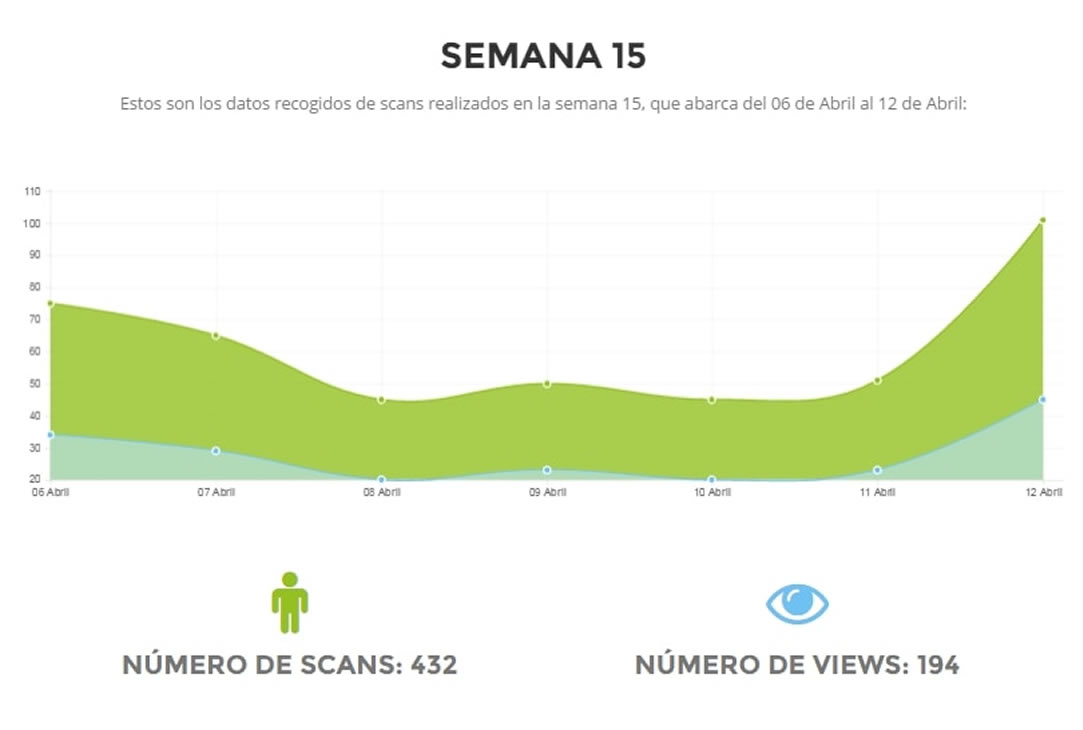 SEMANA 15
Estos son los datos recogidos de scans realizados en la semana 15, que abarca del 06 de Abril al 12 de Abril:
110
100
90
80
70
60
50
40
30
20
06 Abril 07 Abril 08 Abril 09 Abril 10 Abril 11 Abril 12 Abril
NÚMERO DE SCANS: 432 NÚMERO DE VIEWS: 194